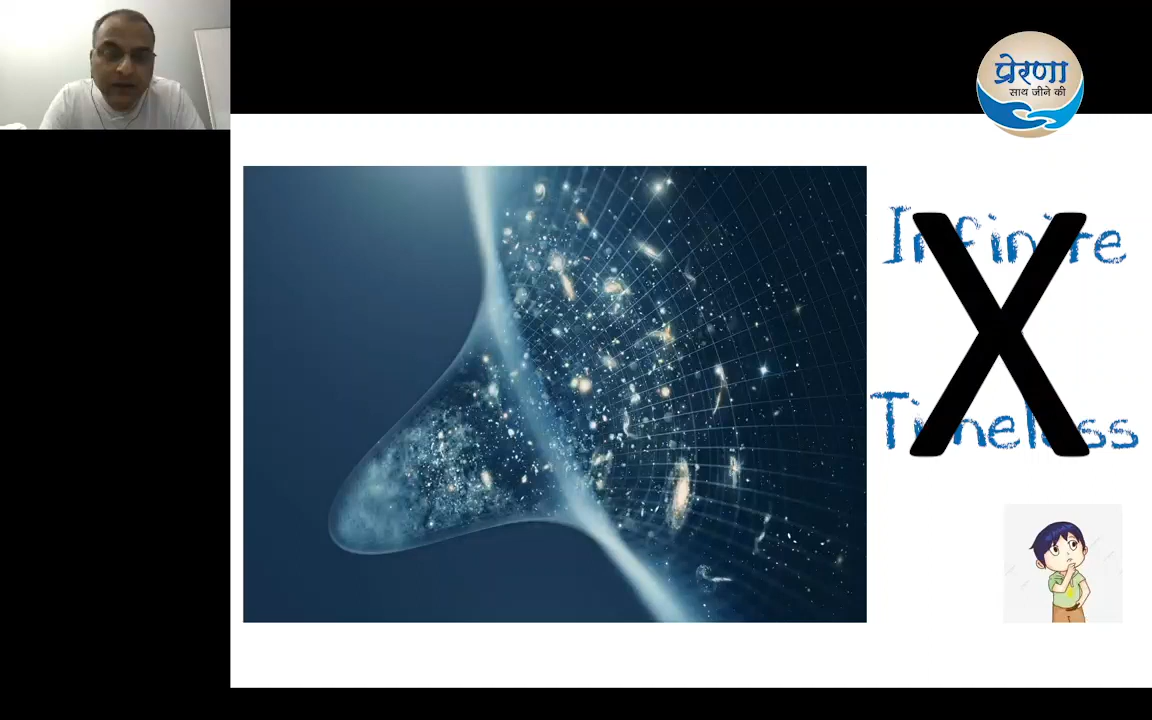 प्रेरणा
साथ जीने की
Infinite
Timeless
X